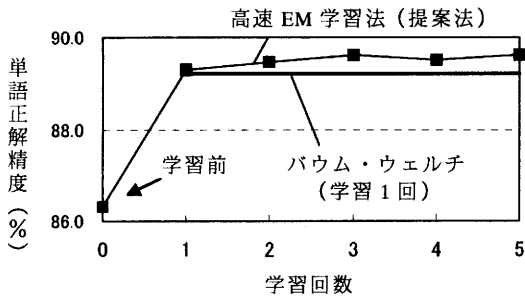 高速 EM 学習法（提案法）
90.0
88.0
86.0
単語正解精度（%）
学習前
バウム・ウェルチ
（学習 1 回）
0 1 2 3 4 5
学習回数